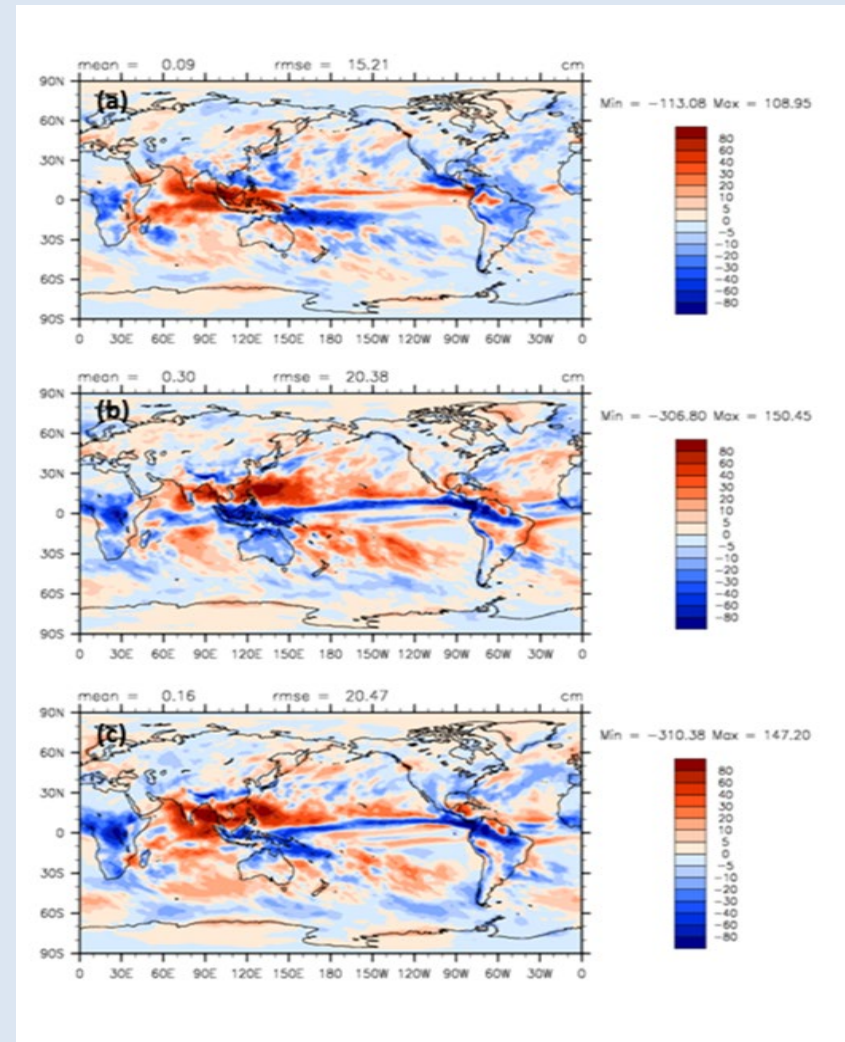 mean = 0.09 rmse = 15.21 cm
Min = -113.08 Max = 108.95
(a)
90N
60N
30N
0
30S
60S
90S
0 30E 60E 90E 120E 150E 180 150W 120W 90W 60W 30W 0
80
60
40
30
20
10
5
0
-5
-10
-20
-30
-40
-60
-80
mean = 0.30 rmse = 20.38 cm
Min = -306.80 Max = 150.45
(b)
90N
60N
30N
0
30S
60S
90S
0 30E 60E 90E 120E 150E 180 150W 120W 90W 60W 30W 0
80
60
40
30
20
10
5
0
-5
-10
-20
-30
-40
-60
-80
mean = 0.16 rmse = 20.47 cm
Min = -310.38 Max = 147.20
(c)
90N
60N
30N
0
30S
60S
90S
0 30E 60E 90E 120E 150E 180 150W 120W 90W 60W 30W 0
80
60
40
30
20
10
5
0
-5
-10
-20
-30
-40
-60
-80